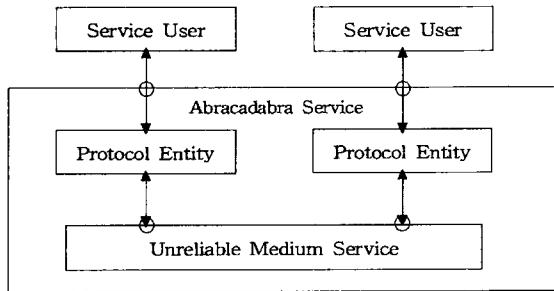 Service User
Service User
Abracadabra Service
Protocol Entity
Protocol Entity
Unreliable Medium Service